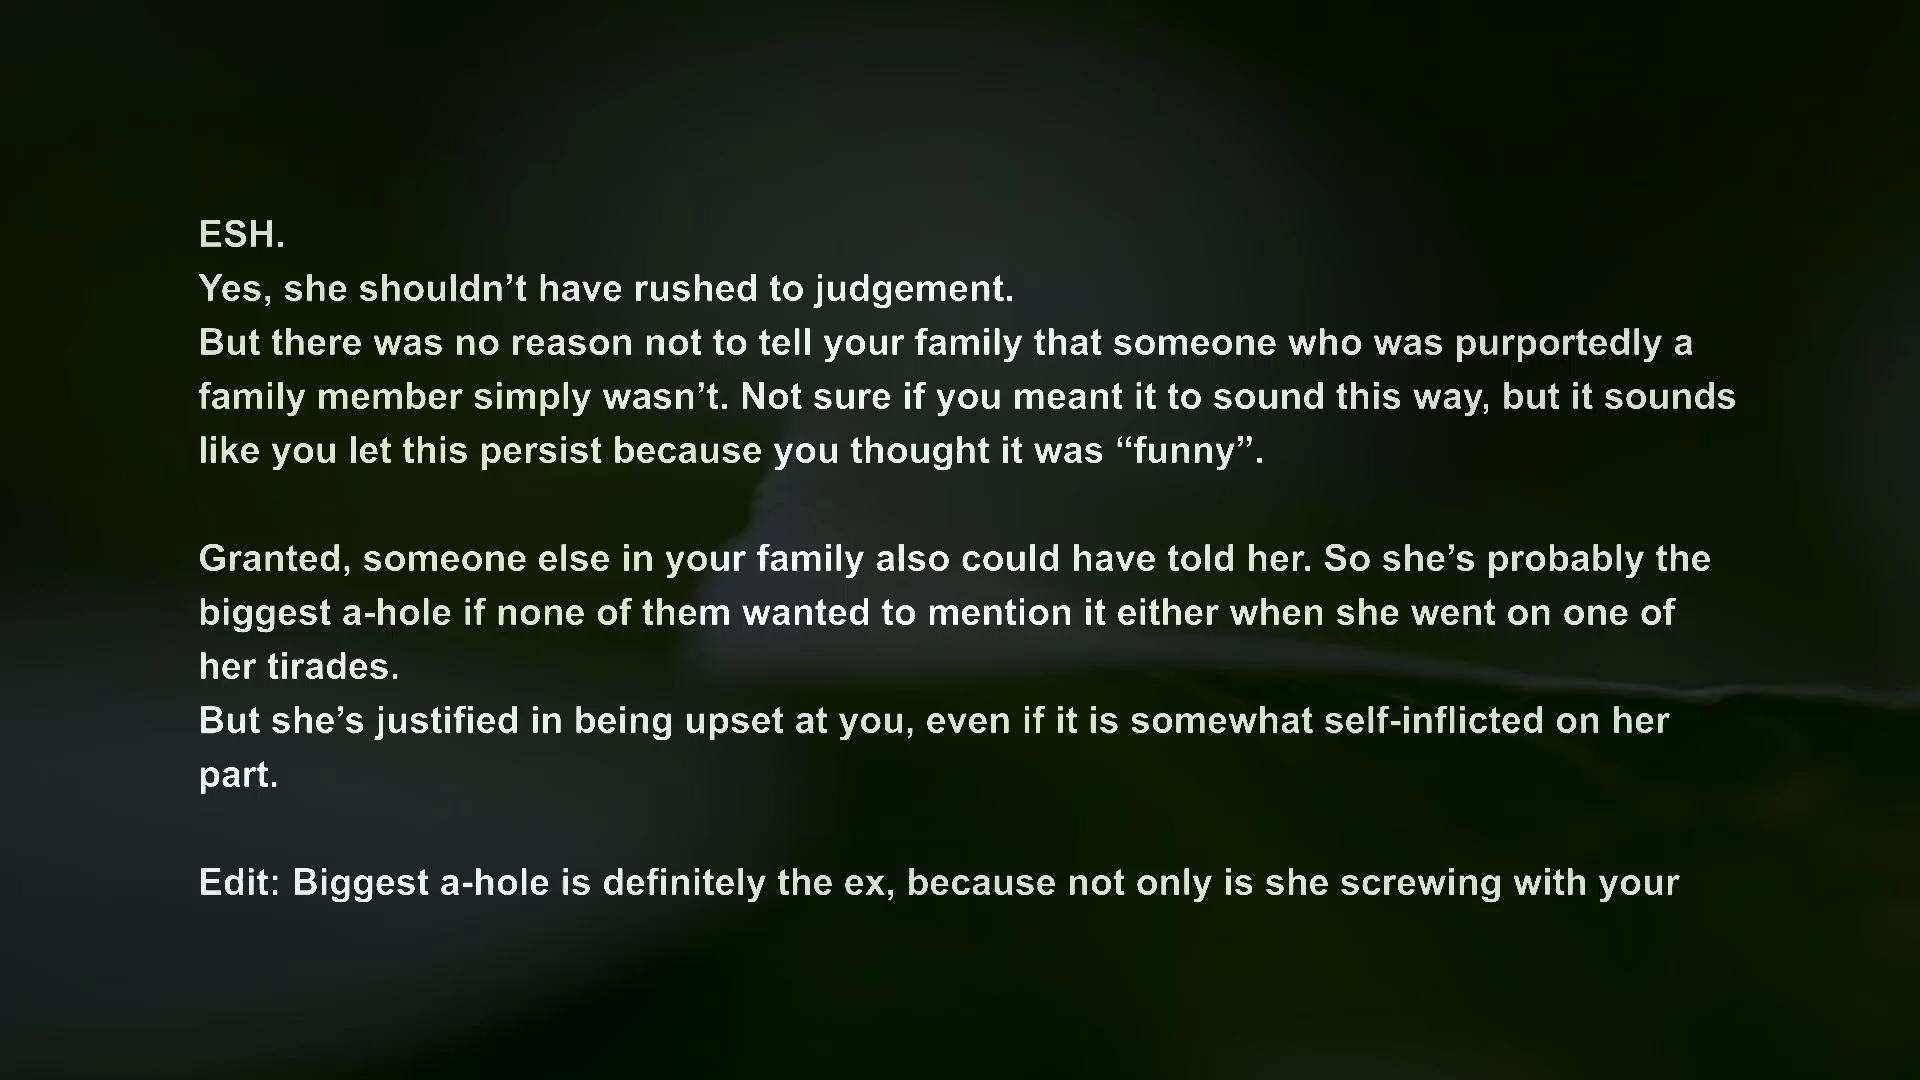 ESH.
Yes, she shouldn’t have rushed to judgement.
But there was no reason not to tell your family that someone who was purportedly a
family member simply wasn’t. Not sure if you meant it to sound this way, but it sounds
like you let this persist because you thought it was “funny”.
Granted, someone else in your family also could have told her. So she’s probably the
biggest a-hole if none of them wanted to mention it either when she went on one of
her tirades.
But she’s justified in being upset at you, even if it is somewhat self-inflicted on her
part.
Edit: Biggest a-hole is definitely the ex, because not only is she screwing with your